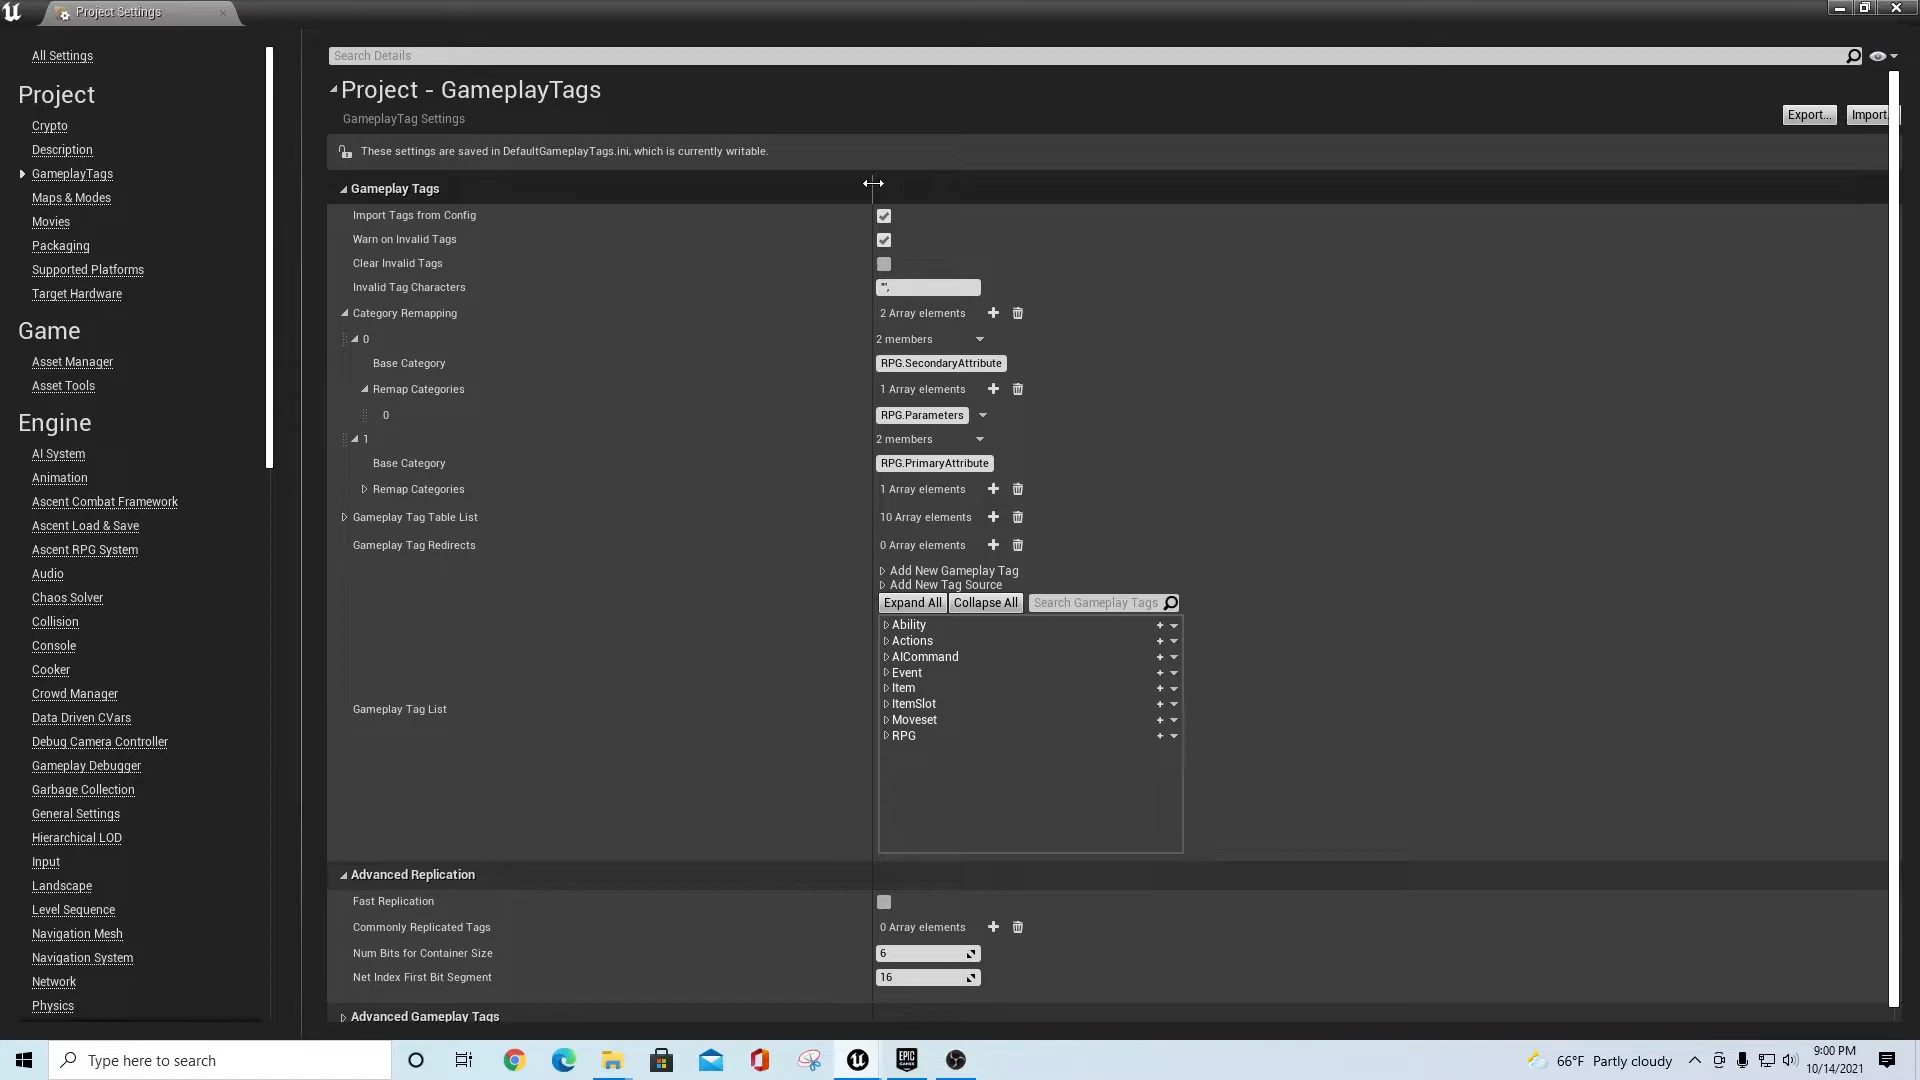 Project Settings
All Settings
Project
Crypto
Description
GameplayTags
Maps & Modes
Movies
Packaging
Supported Platforms
Target Hardware
Game
Asset Manager
Asset Tools
Engine
AI System
Animation
Ascent Combat Framework
Ascent Load & Save
Ascent RPG System
Audio
Chaos Solver
Collision
Console
Cooker
Crowd Manager
Data Driven CVars
Debug Camera Controller
Gameplay Debugger
Garbage Collection
General Settings
Hierarchical LOD
Input
Landscape
Level Sequence
Navigation Mesh
Navigation System
Network
Physics
Search Details
Project - GameplayTags
GameplayTag Settings
Export... Import
These settings are saved in DefaultGameplayTags.ini, which is currently writable.
Gameplay Tags
Import Tags from Config
Warn on Invalid Tags
Clear Invalid Tags
Invalid Tag Characters "',
Category Remapping 2 Array elements
0 2 members
Base Category RPG.SecondaryAttribute
Remap Categories 1 Array elements
0 RPG.Parameters
1 2 members
Base Category RPG.PrimaryAttribute
Remap Categories 1 Array elements
Gameplay Tag Table List 10 Array elements
Gameplay Tag Redirects 0 Array elements
Add New Gameplay Tag
Add New Tag Source
Expand All Collapse All Search Gameplay Tags
Ability
Actions
AICommand
Event
Item
ItemSlot
Gameplay Tag List
Moveset
RPG
Advanced Replication
Fast Replication
Commonly Replicated Tags 0 Array elements
Num Bits for Container Size 6
Net Index First Bit Segment 16
Advanced Gameplay Tags
Type here to search
EPIC GAMES
66°F Partly cloudy
9:00 PM
10/14/2021